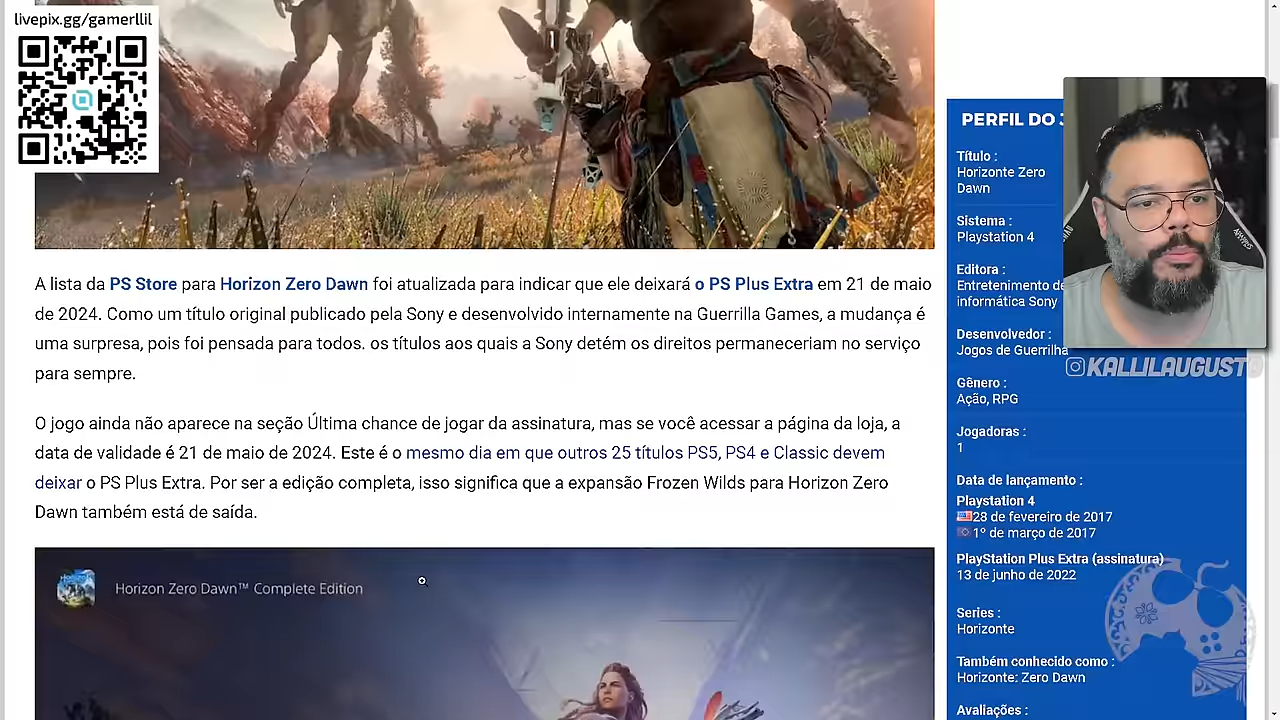 livepix.gg/gamerllil
A lista da PS Store para Horizon Zero Dawn foi atualizada para indicar que ele deixará o PS Plus Extra em 21 de maio
de 2024. Como um título original publicado pela Sony e desenvolvido internamente na Guerrilla Games, a mudança é
uma surpresa, pois foi pensada para todos. os títulos aos quais a Sony detém os direitos permaneceriam no serviço
para sempre.
O jogo ainda não aparece na seção Última chance de jogar da assinatura, mas se você acessar a página da loja, a
data de validade é 21 de maio de 2024. Este é o mesmo dia em que outros 25 títulos PS5, PS4 e Classic devem
deixar o PS Plus Extra. Por ser a edição completa, isso significa que a expansão Frozen Wilds para Horizon Zero
Dawn também está de saída.
Horizon Zero Dawn™ Complete Edition
PERFIL DO
Título :
Horizonte Zero
Dawn
Sistema :
Playstation 4
Editora :
Entretenimento de
informática Sony
Desenvolvedor :
Jogos de Guerrilha
KALLILAUGUSTO
Gênero :
Ação, RPG
Jogadoras :
1
Data de lançamento :
Playstation 4
28 de fevereiro de 2017
1º de março de 2017
PlayStation Plus Extra (assinatura)
13 de junho de 2022
Series :
Horizonte
Também conhecido como :
Horizonte: Zero Dawn
Avaliações :